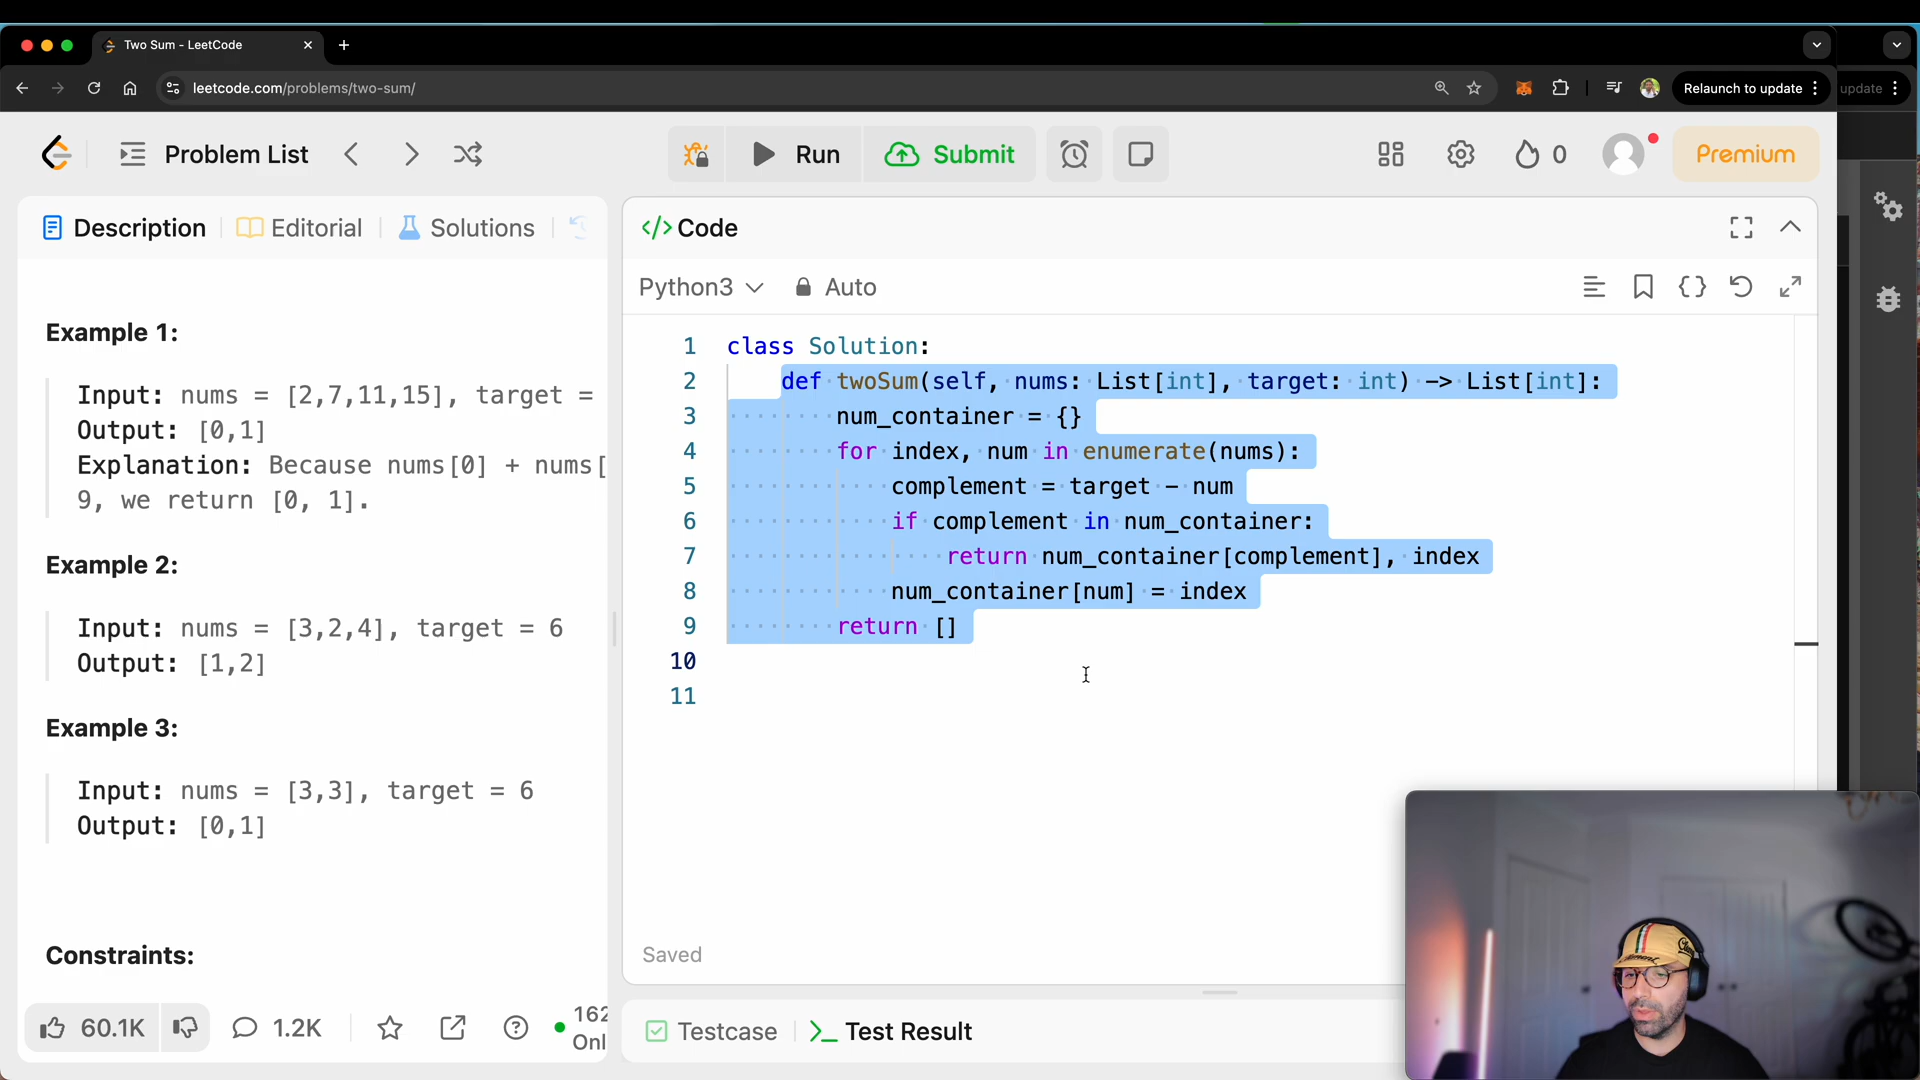 Two Sum - LeetCode
leetcode.com/problems/two-sum/
Relaunch to update
update
Problem List
Run
Submit
0
Premium
Description
Editorial
Solutions
Example 1:
Input: nums = [2,7,11,15], target =
Output: [0,1]
Explanation: Because nums[0] + nums[
9, we return [0, 1].
Example 2:
Input: nums = [3,2,4], target = 6
Output: [1,2]
Example 3:
Input: nums = [3,3], target = 6
Output: [0,1]
Constraints:
60.1K
1.2K
162
Onl
</> Code
Python3
Auto
1 class Solution:
2 def twoSum(self, nums: List[int], target: int) -> List[int]:
3 num_container = {}
4 for index, num in enumerate(nums):
5 complement = target - num
6 if complement in num_container:
7 return num_container[complement], index
8 num_container[num] = index
9 return []
10
11
Saved
Testcase
Test Result